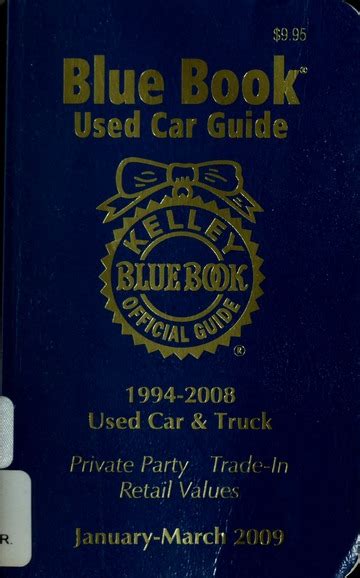 $9.95
Blue Book®
Used Car Guide
KELLEY
BLUE BOOK
OFFICIAL GUIDE
®
1994-2008
Used Car & Truck
Private Party Trade-In
Retail Values
January-March 2009
R.